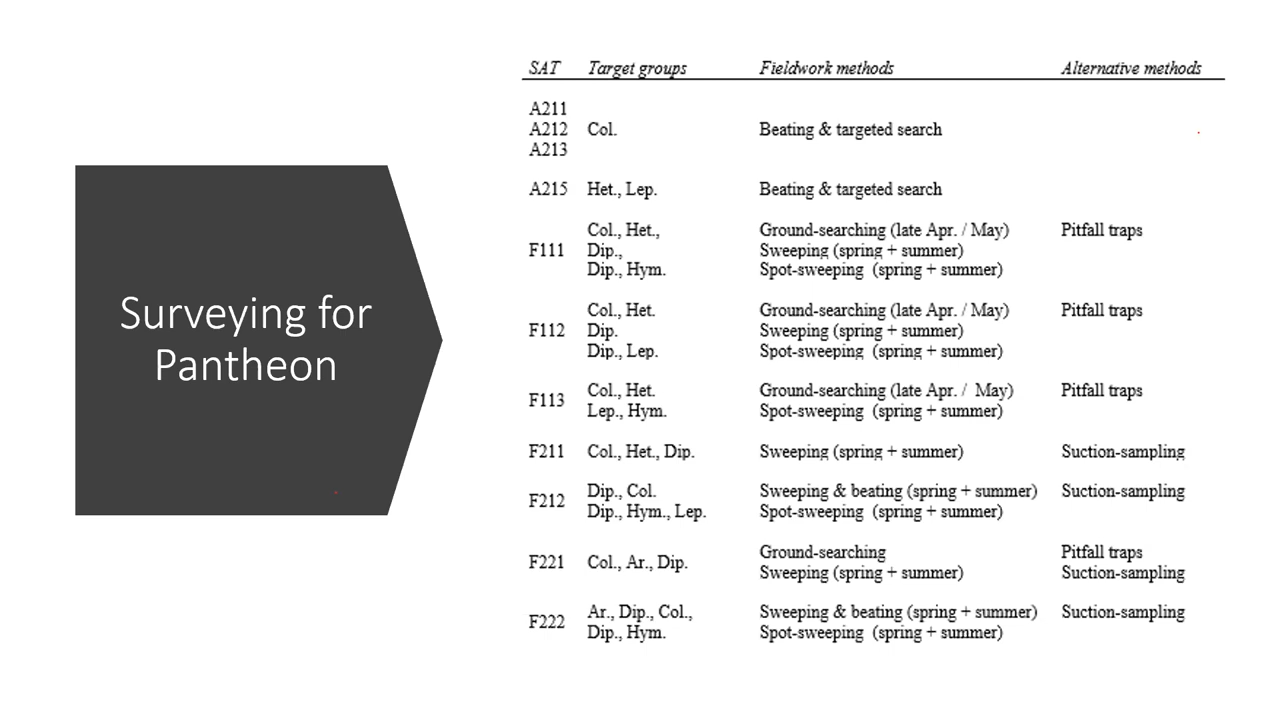 Surveying for
Pantheon
SAT Target groups Fieldwork methods Alternative methods
A211
A212 Col. Beating & targeted search
A213
A215 Het., Lep. Beating & targeted search
Col., Het., Ground-searching (late Apr. / May) Pitfall traps
F111 Dip., Sweeping (spring + summer)
Dip., Hym. Spot-sweeping (spring + summer)
Col., Het. Ground-searching (late Apr. / May) Pitfall traps
F112 Dip. Sweeping (spring + summer)
Dip., Lep. Spot-sweeping (spring + summer)
Col., Het. Ground-searching (late Apr. / May) Pitfall traps
F113
Lep., Hym. Spot-sweeping (spring + summer)
F211 Col., Het., Dip. Sweeping (spring + summer) Suction-sampling
Dip., Col. Sweeping & beating (spring + summer) Suction-sampling
F212
Dip., Hym., Lep. Spot-sweeping (spring + summer)
Ground-searching Pitfall traps
F221 Col., Ar., Dip.
Sweeping (spring + summer) Suction-sampling
Ar., Dip., Col., Sweeping & beating (spring + summer) Suction-sampling
F222
Dip., Hym. Spot-sweeping (spring + summer)